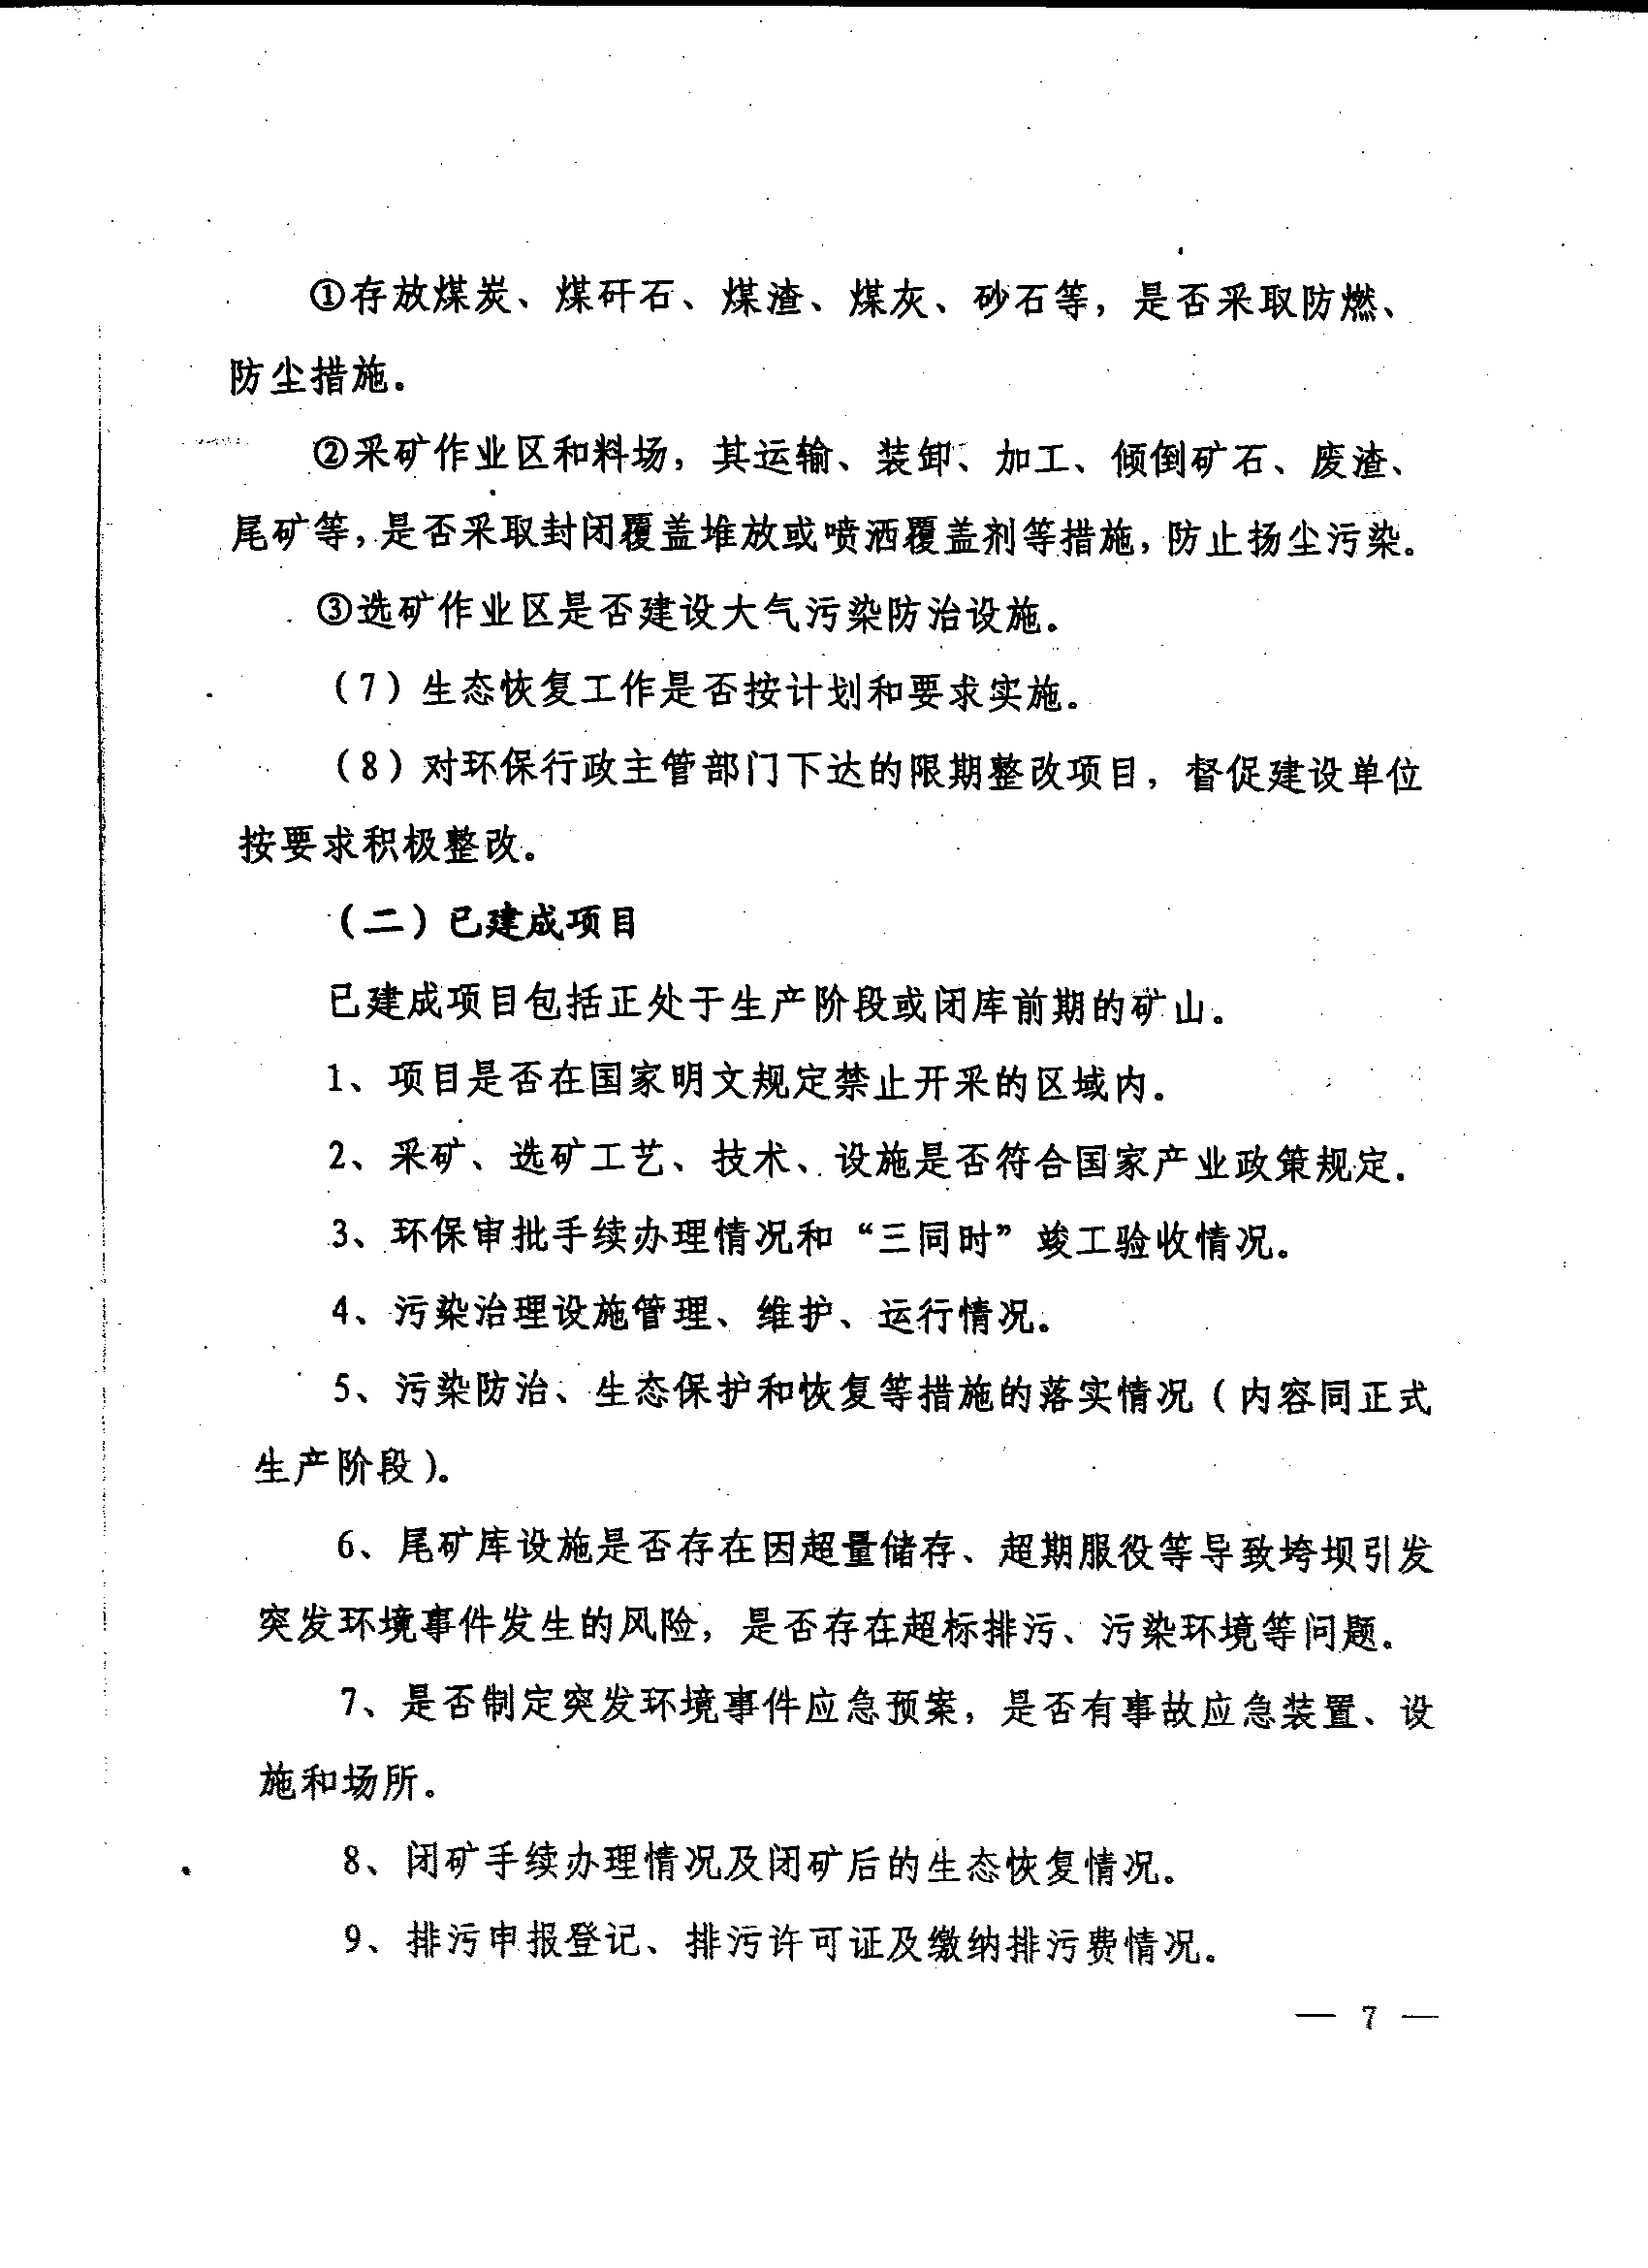 ①存放煤炭、煤矸石、煤渣、煤灰、砂石等，是否采取防燃、
防尘措施。
②采矿作业区和料场，其运输、装卸、加工、倾倒矿石、废渣、
尾矿等，是否采取封闭覆盖堆放或喷洒覆盖剂等措施，防止扬尘污染。
③选矿作业区是否建设大气污染防治设施。
（7）生态恢复工作是否按计划和要求实施。
（8）对环保行政主管部门下达的限期整改项目，督促建设单位
按要求积极整改。
（二）已建成项目
已建成项目包括正处于生产阶段或闭库前期的矿山。
1、项目是否在国家明文规定禁止开采的区域内。
2、采矿、选矿工艺、技术、设施是否符合国家产业政策规定.
3、环保审批手续办理情况和“三同时”竣工验收情况。
4、污染治理设施管理、维护、运行情况。
5、污染防治、生态保护和恢复等措施的落实情况（内容同正式
生产阶段）。
6、尾矿库设施是否存在因超量储存、超期服役等导致垮坝引发
突发环境事件发生的风险，是否存在超标排污、污染环境等问题.
7、是否制定突发环境事件应急预案，是否有事故应急装置、设
施和场所。
8、闭矿手续办理情况及闭矿后的生态恢复情况。
9、排污申报登记、排污许可证及缴纳排污费情况。
— 7 —